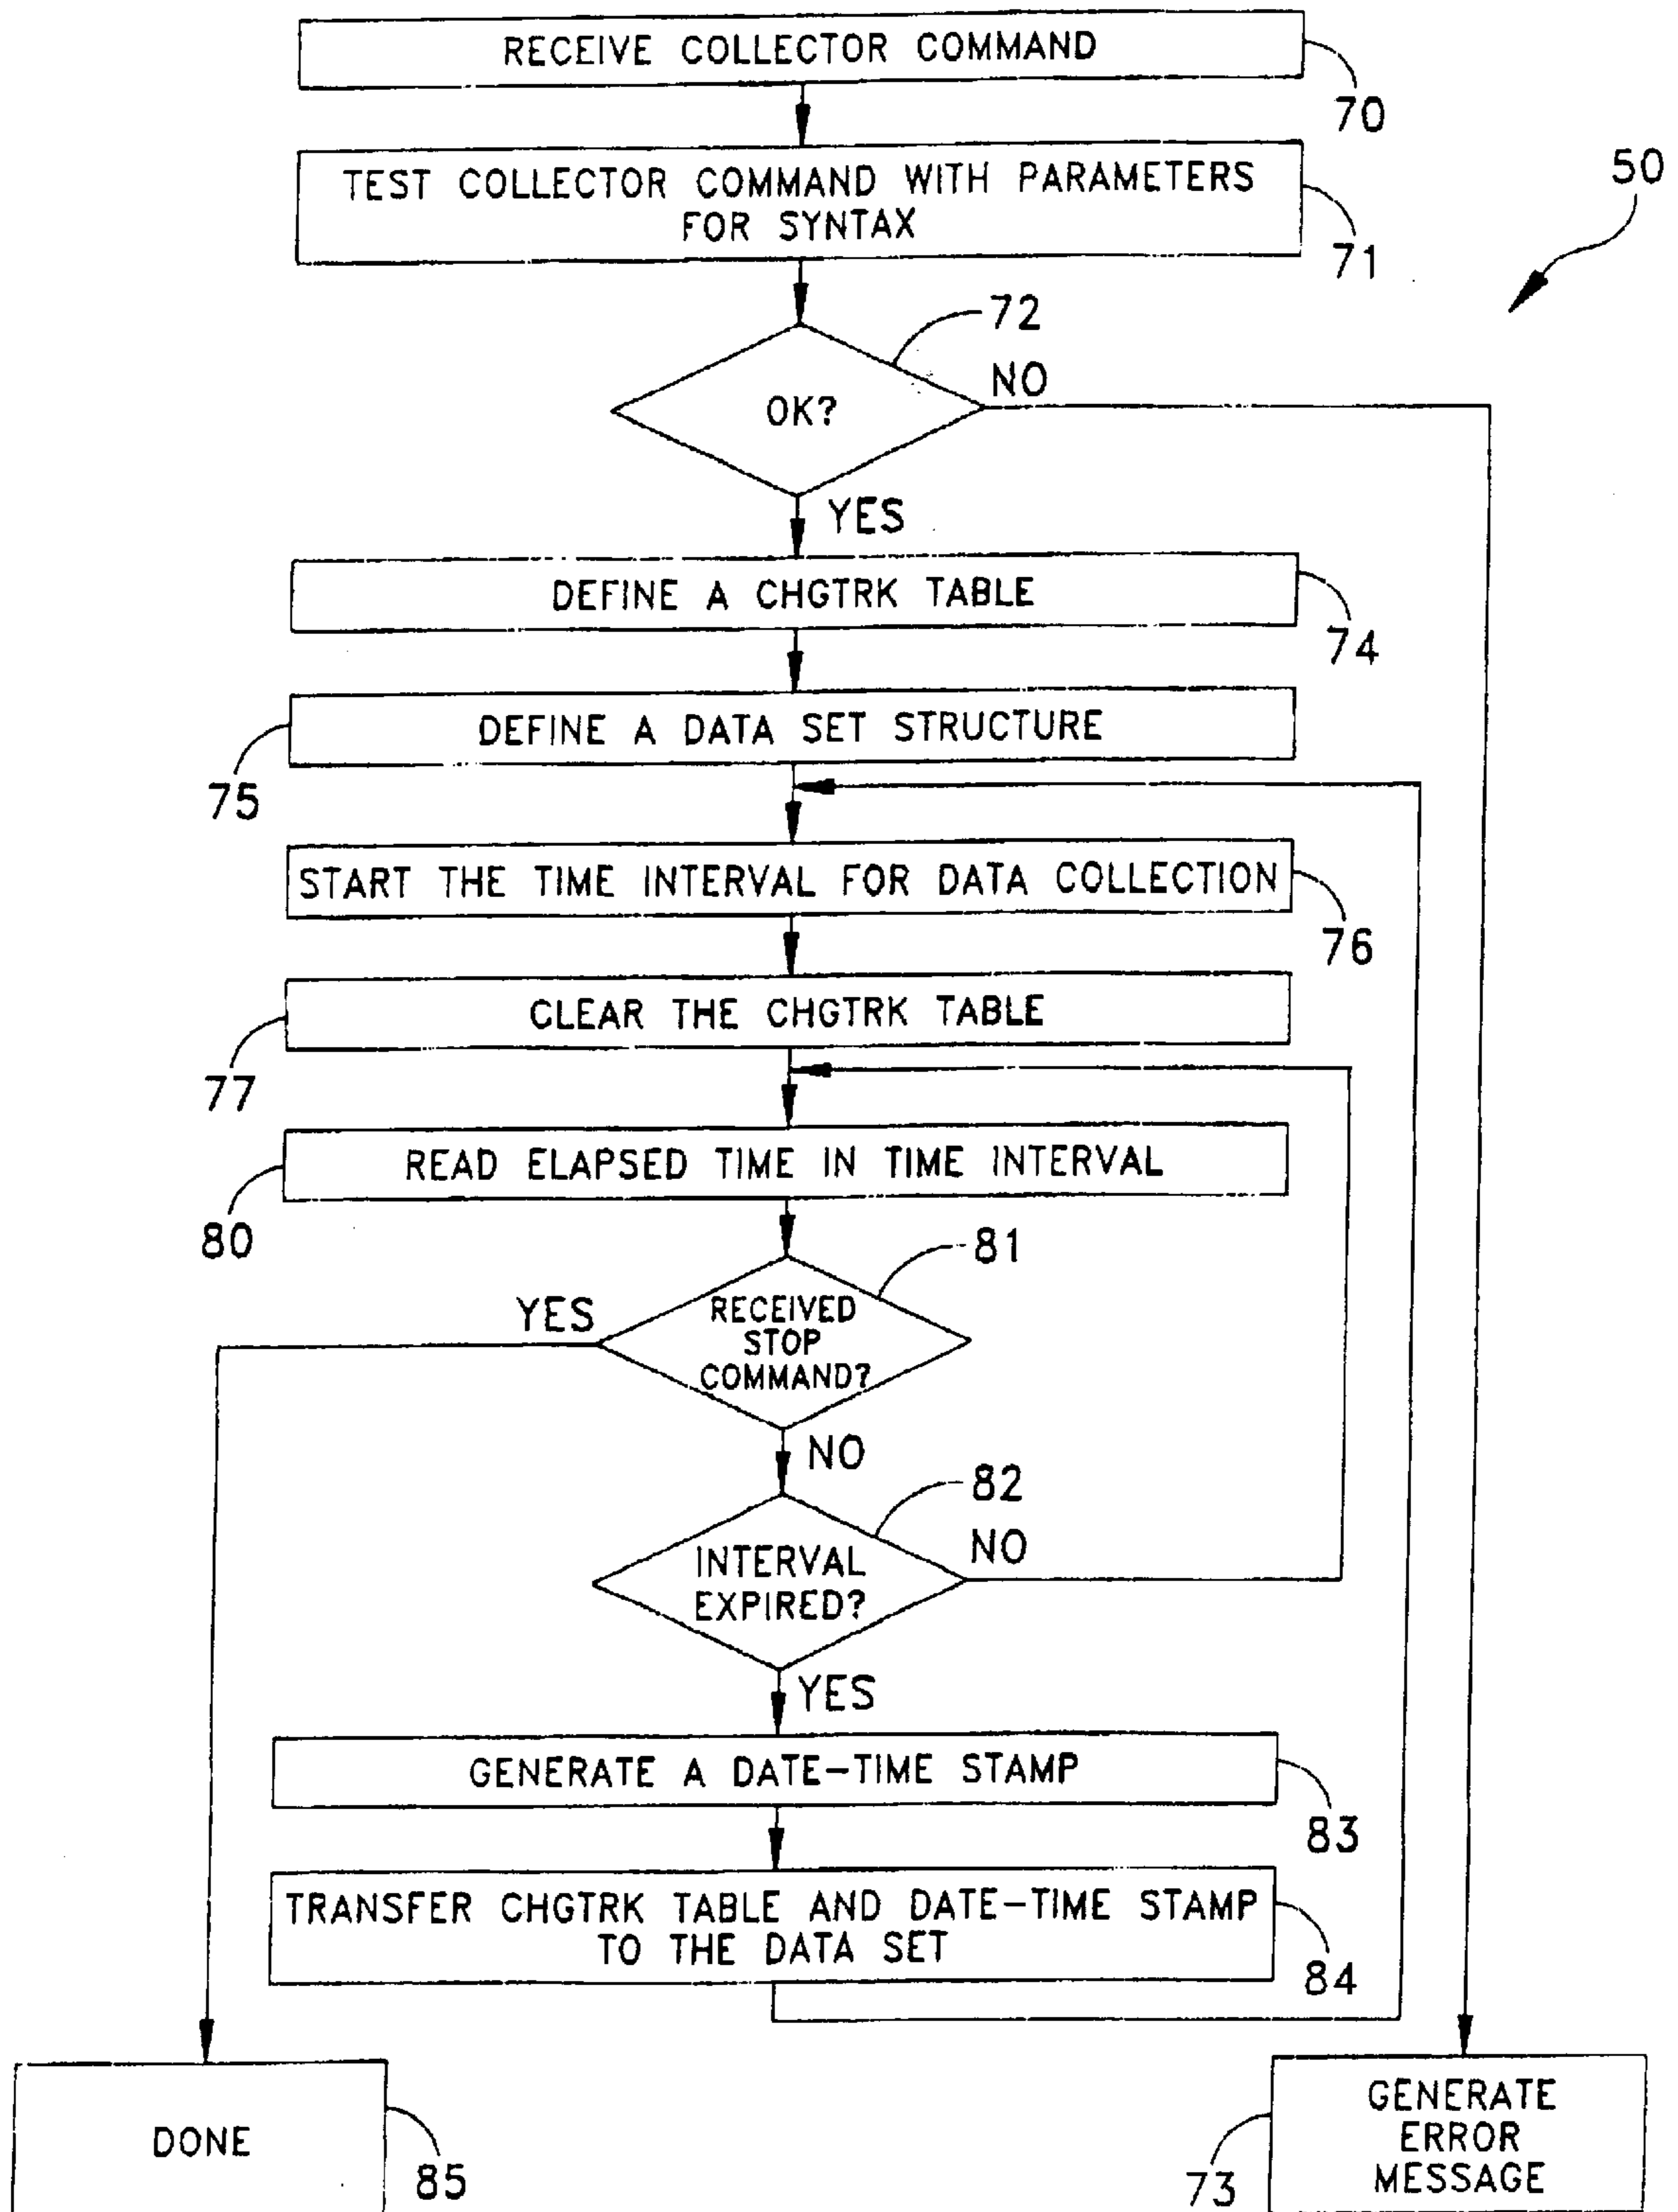 RECEIVE COLLECTOR COMMAND
70
TEST COLLECTOR COMMAND WITH PARAMETERS
FOR SYNTAX
71
50
72
OK?
NO
YES
DEFINE A CHGTRK TABLE
74
DEFINE A DATA SET STRUCTURE
75
START THE TIME INTERVAL FOR DATA COLLECTION
76
CLEAR THE CHGTRK TABLE
77
READ ELAPSED TIME IN TIME INTERVAL
80
81
YES
RECEIVED
STOP
COMMAND?
NO
82
INTERVAL
EXPIRED?
NO
YES
GENERATE A DATE-TIME STAMP
83
TRANSFER CHGTRK TABLE AND DATE-TIME STAMP
TO THE DATA SET
84
DONE
85
GENERATE
ERROR
MESSAGE
73